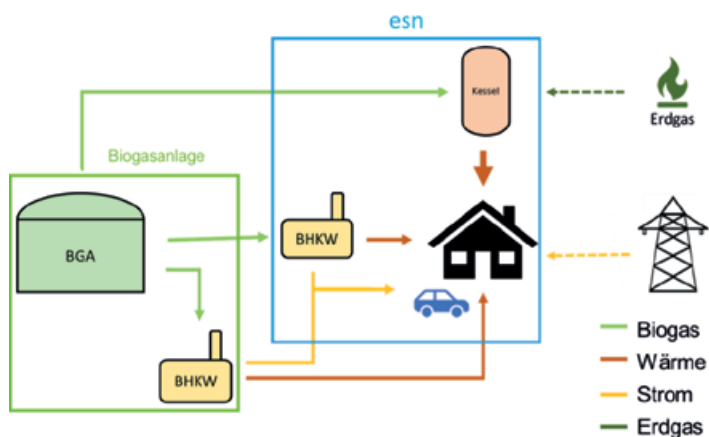 esn
Kessel
Erdgas
Biogasanlage
BGA
BHKW
BHKW
Biogas
Wärme
Strom
Erdgas